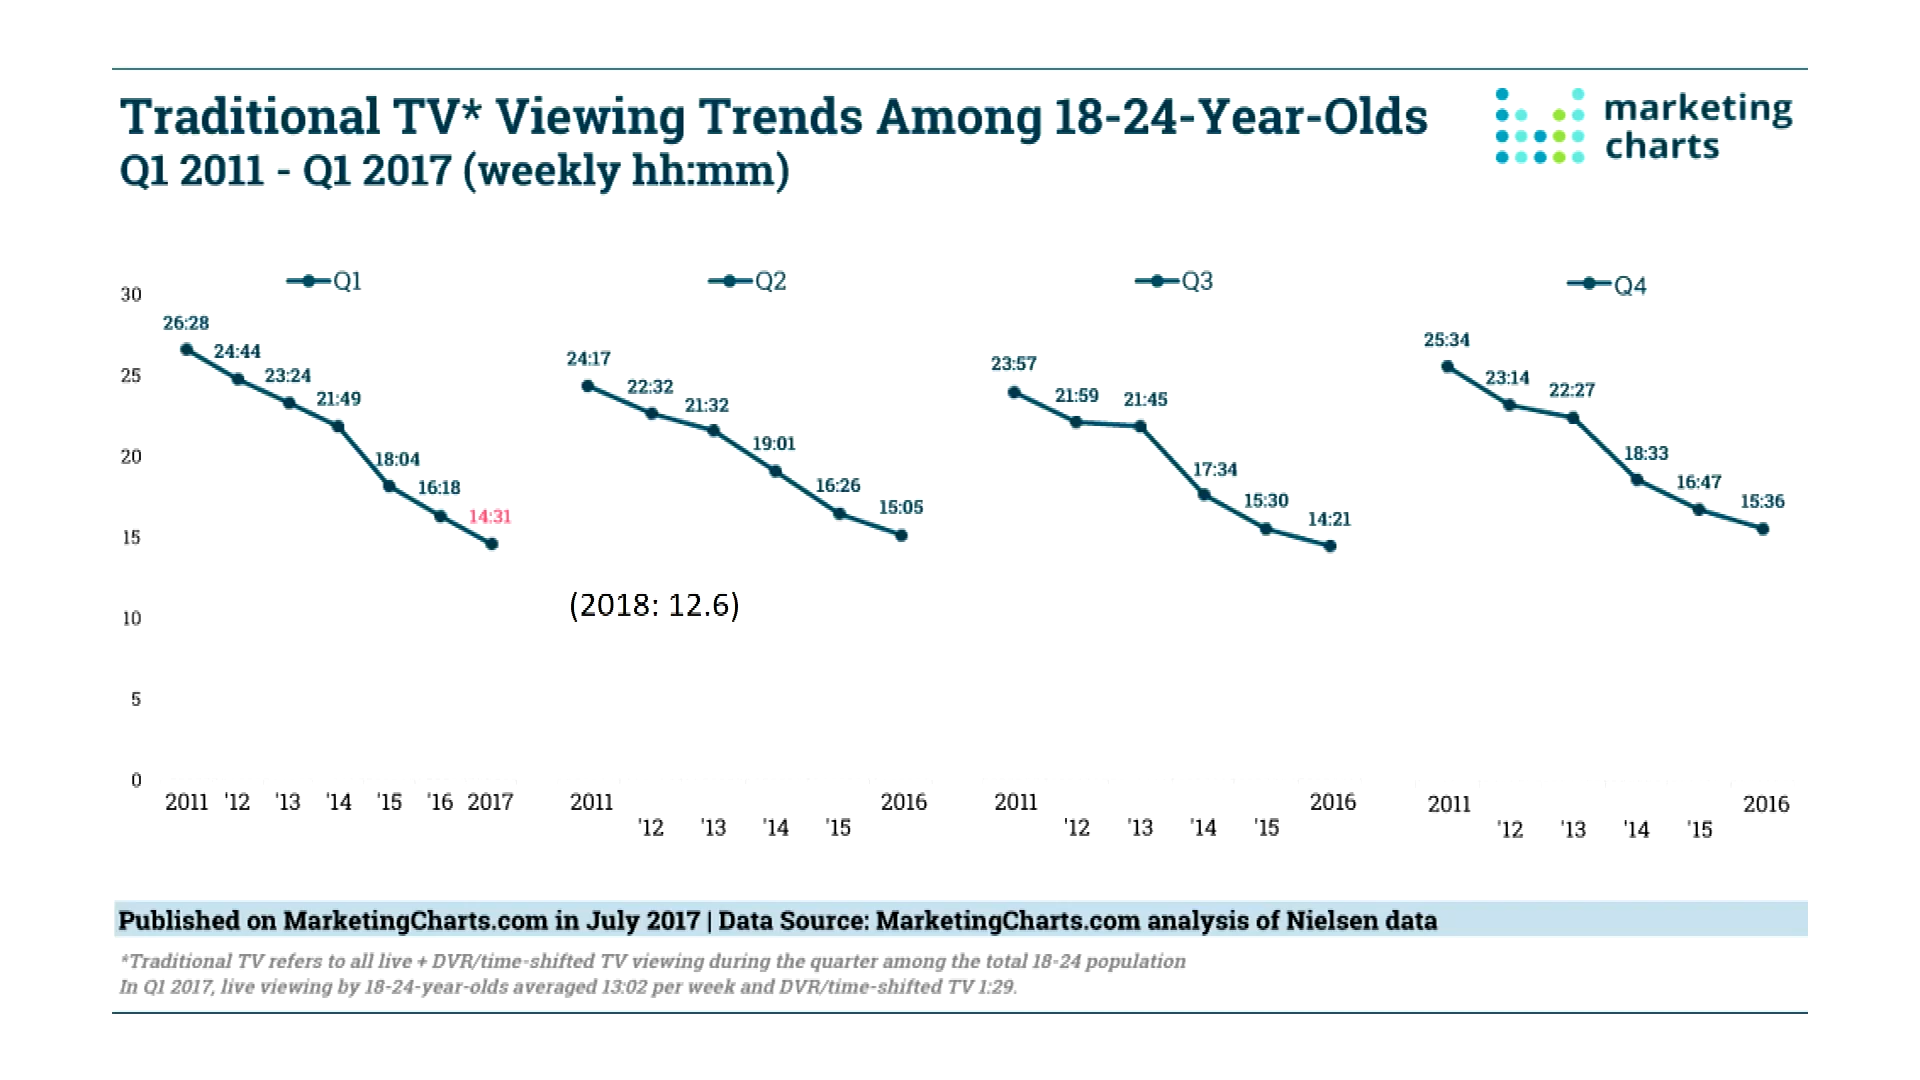 Traditional TV* Viewing Trends Among 18-24-Year-Olds
Q1 2011 - Q1 2017 (weekly hh:mm)
marketing
charts
Q1
Q2
Q3
Q4
30
25
20
15
10
5
0
26:28
24:44
23:24
21:49
18:04
16:18
14:31
24:17
22:32
21:32
19:01
16:26
15:05
23:57
21:59
21:45
17:34
15:30
14:21
25:34
23:14
22:27
18:33
16:47
15:36
(2018: 12.6)
2011 '12 '13 '14 '15 '16 2017
2011 '12 '13 '14 '15 2016
2011 '12 '13 '14 '15 2016
2011 '12 '13 '14 '15 2016
Published on MarketingCharts.com in July 2017 | Data Source: MarketingCharts.com analysis of Nielsen data
*Traditional TV refers to all live + DVR/time-shifted TV viewing during the quarter among the total 18-24 population
In Q1 2017, live viewing by 18-24-year-olds averaged 13:02 per week and DVR/time-shifted TV 1:29.